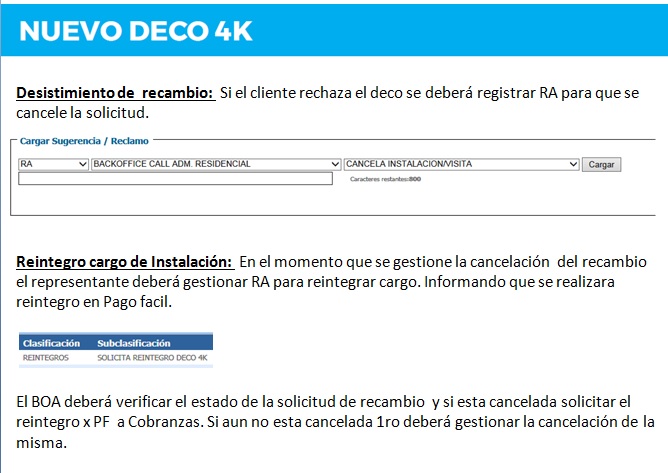 NUEVO DECO 4K
Desistimiento de recambio: Si el cliente rechaza el deco se deberá registrar RA para que se
cancele la solicitud.
Cargar Sugerencia / Reclamo
RA BACKOFFICE CALL ADM. RESIDENCIAL CANCELA INSTALACION/VISITA Cargar
Caracteres restantes:800
Reintegro cargo de Instalación: En el momento que se gestione la cancelación del recambio
el representante deberá gestionar RA para reintegrar cargo. Informando que se realizara
reintegro en Pago facil.
Clasificación Subclasificación
REINTEGROS SOLICITA REINTEGRO DECO 4K
El BOA deberá verificar el estado de la solicitud de recambio y si esta cancelada solicitar el
reintegro x PF a Cobranzas. Si aun no esta cancelada 1ro deberá gestionar la cancelación de la
misma.